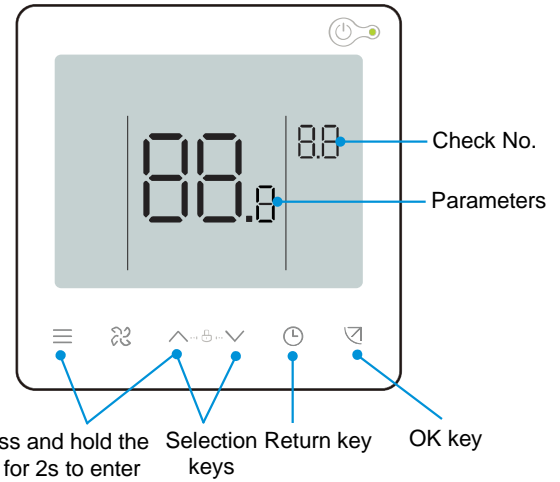 88.8
8.8
Check No.
Parameters
ss and hold the
for 2s to enter
Selection
keys
Return key
OK key